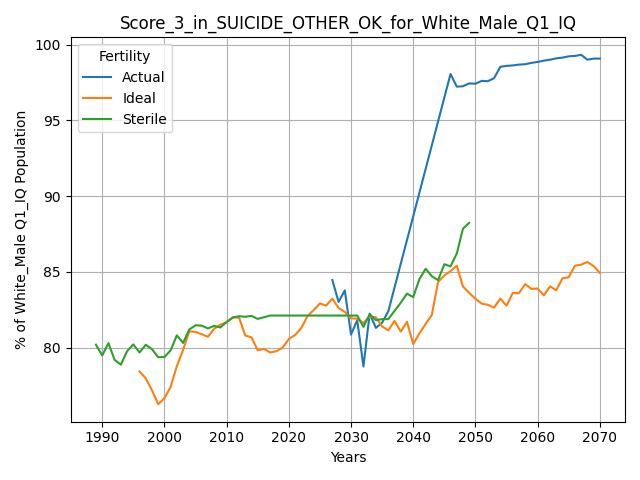 Score_3_in_SUICIDE_OTHER_OK_for_White_Male_Q1_IQ
% of White_Male Q1_IQ Population
100
95
90
85
80
Fertility
Actual
Ideal
Sterile
1990 2000 2010 2020 2030 2040 2050 2060 2070
Years